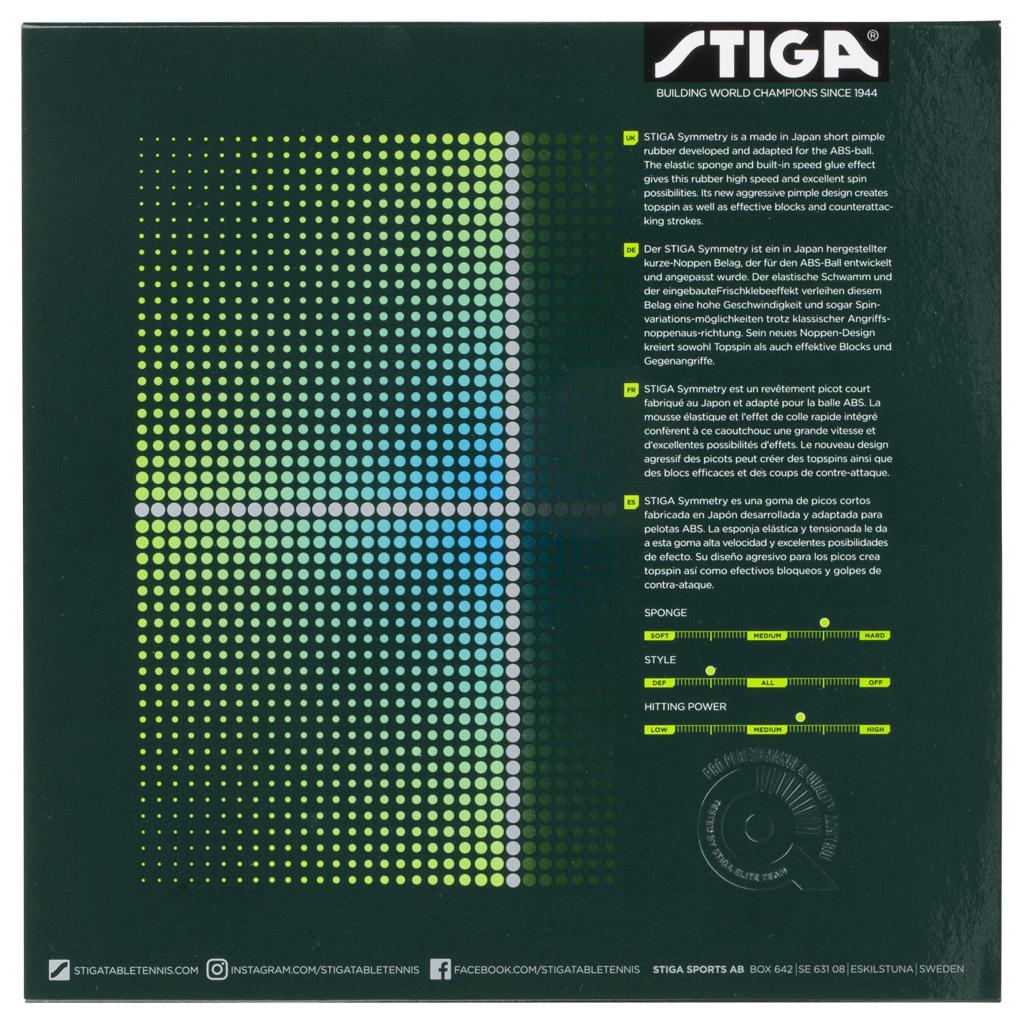 STIGA®
BUILDING WORLD CHAMPIONS SINCE 1944
UK
STIGA Symmetry is a made in Japan short pimple
rubber developed and adapted for the ABS-ball.
The elastic sponge and built-in speed glue effect
gives this rubber high speed and excellent spin
possibilities. Its new aggressive pimple design creates
topspin as well as effective blocks and counterattac-
king strokes.
DE
Der STIGA Symmetry ist ein in Japan hergestellter
kurze-Noppen Belag, der für den ABS-Ball entwickelt
und angepasst wurde. Der elastische Schwamm und
der eingebauteFrischklebeeffekt verleihen diesem
Belag eine hohe Geschwindigkeit und sogar Spin-
variations-möglichkeiten trotz klassischer Angriffs-
noppenaus-richtung. Sein neues Noppen-Design
kreiert sowohl Topspin als auch effektive Blocks und
Gegenangriffe.
FR
STIGA Symmetry est un revêtement picot court
fabriqué au Japon et adapté pour la balle ABS. La
mousse élastique et l'effet de colle rapide intégré
confèrent à ce caoutchouc une grande vitesse et
d'excellentes possibilités d'effets. Le nouveau design
agressif des picots peut créer des topspins ainsi que
des blocs efficaces et des coups de contre-attaque.
ES
STIGA Symmetry es una goma de picos cortos
fabricada en Japón desarrollada y adaptada para
pelotas ABS. La esponja elástica y tensionada le da
a esta goma alta velocidad y excelentes posibilidades
de efecto. Su diseño agresivo para los picos crea
topspin así como efectivos bloqueos y golpes de
contra-ataque.
SPONGE
SOFT MEDIUM HARD
STYLE
DEF ALL OFF
HITTING POWER
LOW MEDIUM HIGH
PRO PERFORMANCE & QUALITY CONTROL
TESTED BY STIGA ELITE TEAM
STIGATABLETENNIS.COM INSTAGRAM.COM/STIGATABLETENNIS FACEBOOK.COM/STIGATABLETENNIS STIGA SPORTS AB BOX 642|SE 631 08|ESKILSTUNA|SWEDEN